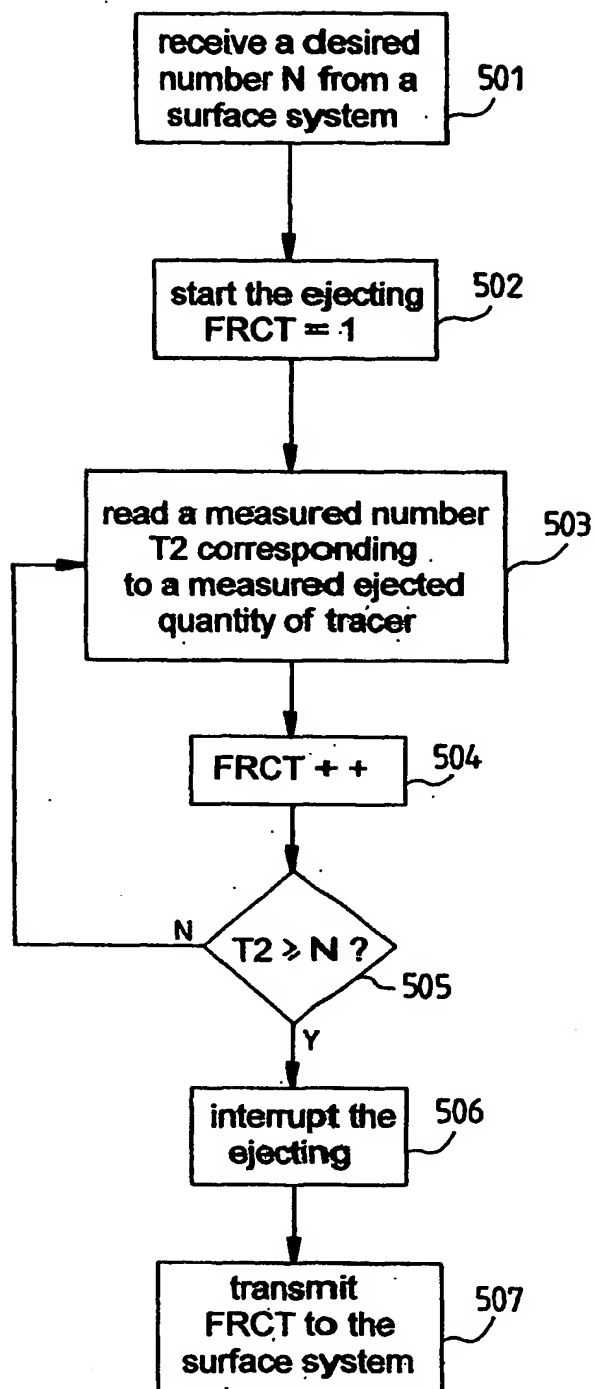 receive a desired
number N from a
surface system
501
start the ejecting
FRCT = 1
502
read a measured number
T2 corresponding
to a measured ejected
quantity of tracer
503
FRCT + +
504
N
T2 ⩾ N ?
505
Y
interrupt the
ejecting
506
transmit
FRCT to the
surface system
507